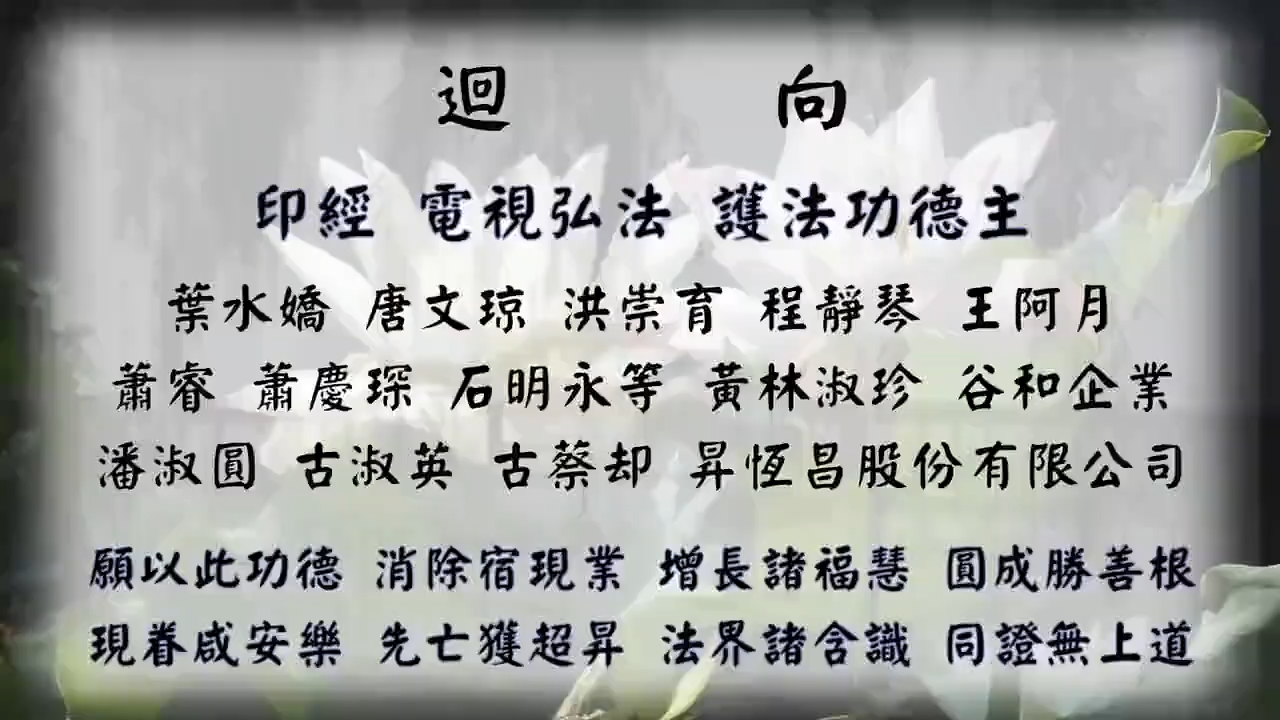 迴 向
印經 電視弘法 護法功德主
葉水嬌 唐文琼 洪崇育 程靜琴 王阿月
蕭睿 蕭慶琛 石明永等 黃林淑珍 谷和企業
潘淑圓 古淑英 古蔡却 昇恆昌股份有限公司
願以此功德 消除宿現業 增長諸福慧 圓成勝善根
現眷咸安樂 先亡獲超昇 法界諸含識 同證無上道